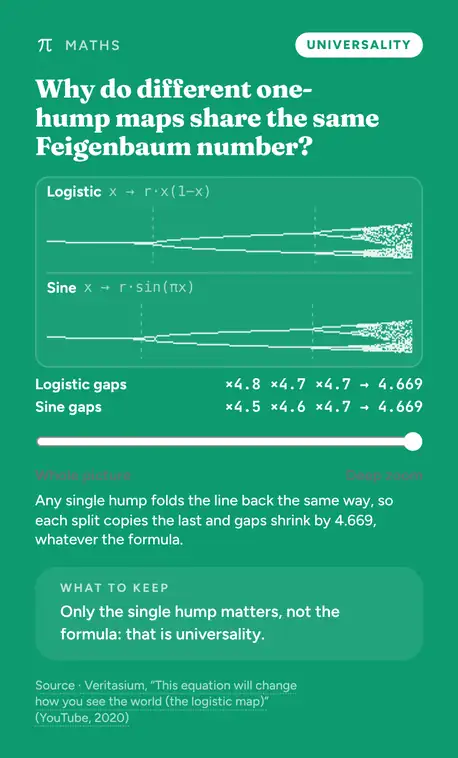 π MATHS
UNIVERSALITY
Why do different one-
hump maps share the same
Feigenbaum number?
Logistic x → r·x(1−x)
Sine x → r·sin(πx)
Logistic gaps ×4.8 ×4.7 ×4.7 → 4.669
Sine gaps ×4.5 ×4.6 ×4.7 → 4.669
Whole picture
Deep zoom
Any single hump folds the line back the same way, so
each split copies the last and gaps shrink by 4.669,
whatever the formula.
WHAT TO KEEP
Only the single hump matters, not the
formula: that is universality.
Source · Veritasium, “This equation will change
how you see the world (the logistic map)”
(YouTube, 2020)